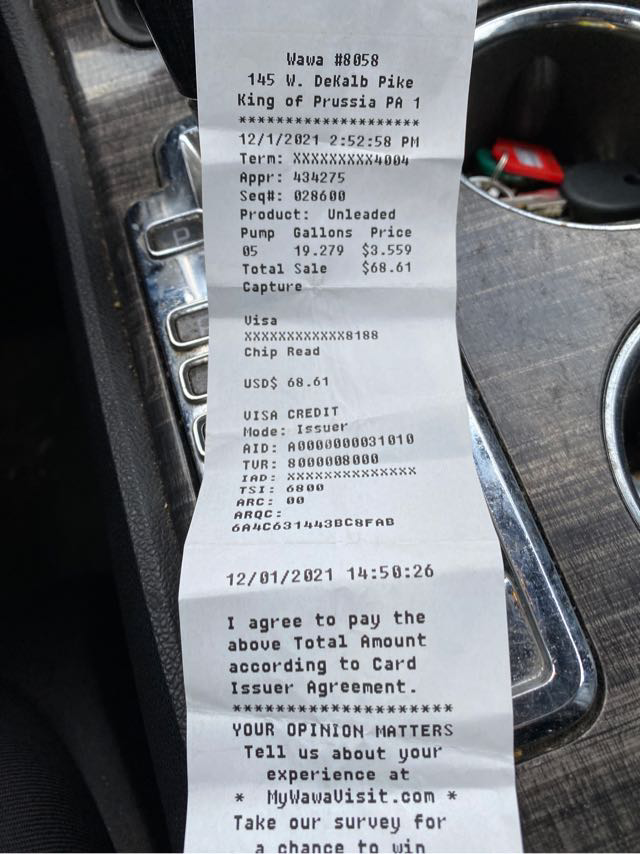 Wawa #8058
145 W. DeKalb Pike
King of Prussia PA 1
********************
12/1/2021 2:52:58 PM
Term: XXXXXXXXX4004
Appr: 434275
Seq#: 028600
Product: Unleaded
Pump Gallons Price
05 19.279 $3.559
Total Sale $68.61
Capture
Visa
XXXXXXXXXXXX8188
Chip Read
USD$ 68.61
VISA CREDIT
Mode: Issuer
AID: A0000000031010
TVR: 8000008000
IAD: XXXXXXXXXXXXXX
TSI: 6800
ARC: 00
ARQC:
6A4C631443BC8FAB
12/01/2021 14:50:26
I agree to pay the
above Total Amount
according to Card
Issuer Agreement.
********************
YOUR OPINION MATTERS
Tell us about your
experience at
* MyWawaVisit.com *
Take our survey for
a chance to win
P